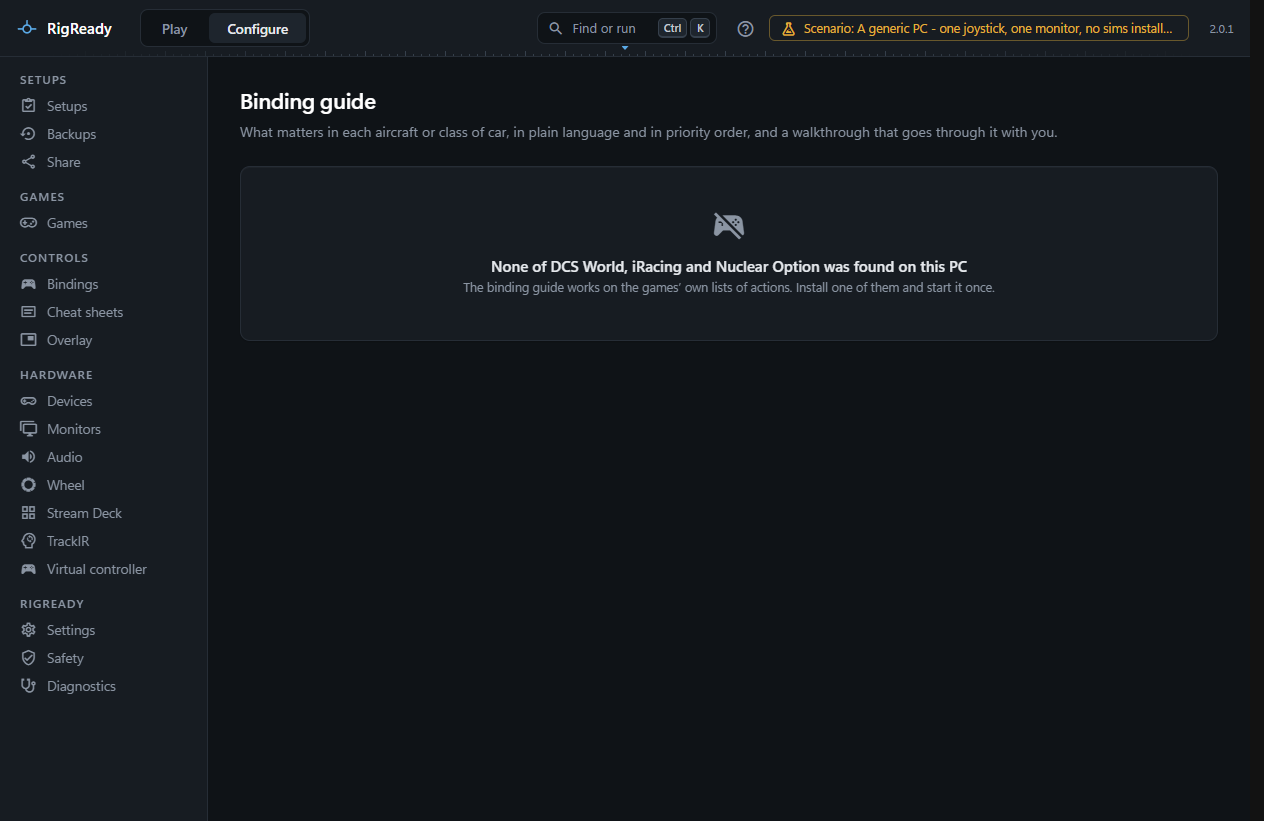 RigReady
Play
Configure
Find or run
Ctrl
K
Scenario: A generic PC - one joystick, one monitor, no sims install...
2.0.1
SETUPS
Setups
Backups
Share
GAMES
Games
CONTROLS
Bindings
Cheat sheets
Overlay
HARDWARE
Devices
Monitors
Audio
Wheel
Stream Deck
TrackIR
Virtual controller
RIGREADY
Settings
Safety
Diagnostics
Binding guide
What matters in each aircraft or class of car, in plain language and in priority order, and a walkthrough that goes through it with you.
None of DCS World, iRacing and Nuclear Option was found on this PC
The binding guide works on the games' own lists of actions. Install one of them and start it once.